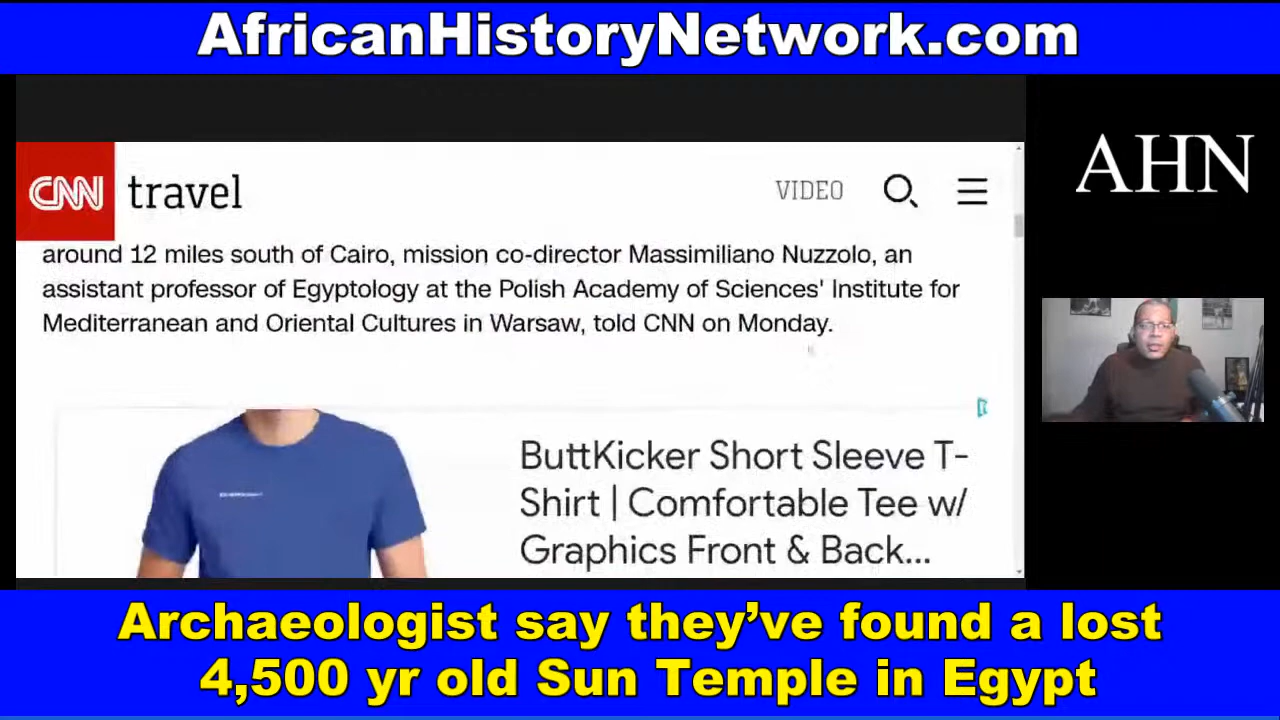 AfricanHistoryNetwork.com
AHN
CNN travel
VIDEO
around 12 miles south of Cairo, mission co-director Massimiliano Nuzzolo, an
assistant professor of Egyptology at the Polish Academy of Sciences' Institute for
Mediterranean and Oriental Cultures in Warsaw, told CNN on Monday.
ButtKicker Short Sleeve T-
Shirt | Comfortable Tee w/
Graphics Front & Back...
Archaeologist say they’ve found a lost
4,500 yr old Sun Temple in Egypt